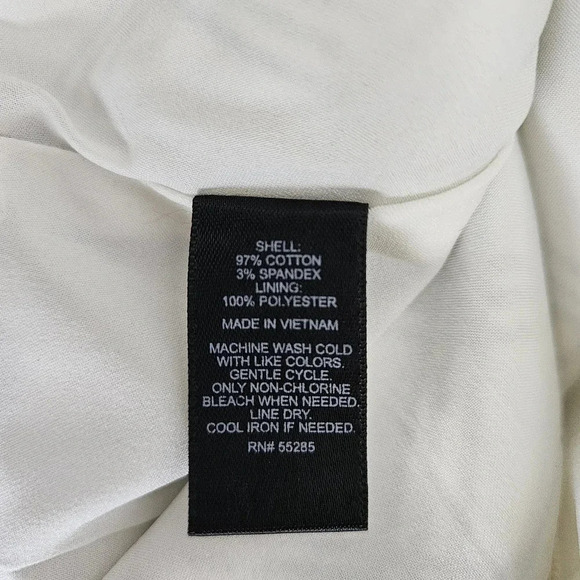 SHELL:
97% COTTON
3% SPANDEX
LINING:
100% POLYESTER
MADE IN VIETNAM
MACHINE WASH COLD
WITH LIKE COLORS.
GENTLE CYCLE.
ONLY NON-CHLORINE
BLEACH WHEN NEEDED.
LINE DRY.
COOL IRON IF NEEDED.
RN# 55285